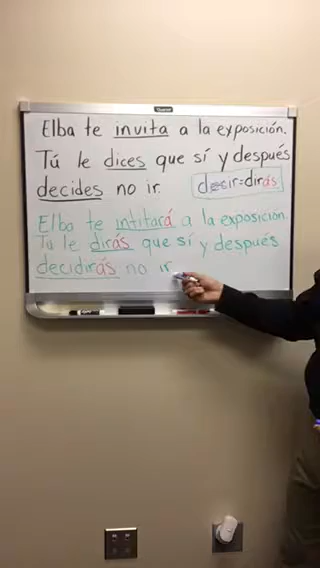 Elba te invita a la exposición.
Tú le dices que sí y después
decides no ir.
decir=dirás
Elba te intitará a la exposición.
Tú le dirás que sí y después
decidirás no ir.